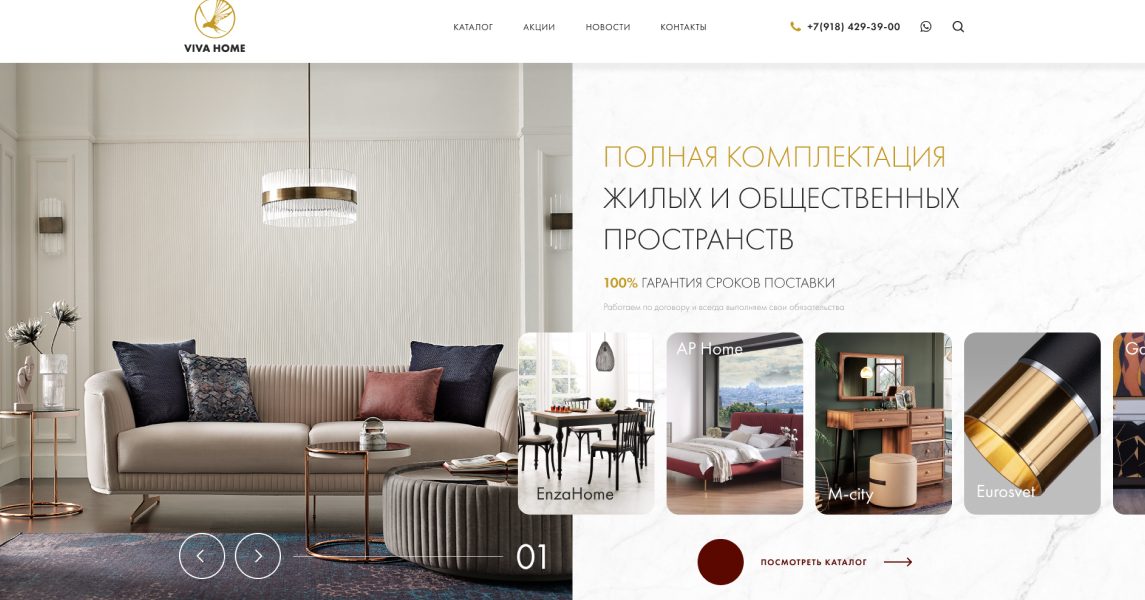 VIVA HOME
КАТАЛОГ
АКЦИИ
НОВОСТИ
КОНТАКТЫ
+7(918) 429-39-00
ПОЛНАЯ КОМПЛЕКТАЦИЯ
ЖИЛЫХ И ОБЩЕСТВЕННЫХ
ПРОСТРАНСТВ
100% ГАРАНТИЯ СРОКОВ ПОСТАВКИ
Работаем по договору и всегда выполняем свои обязательства
EnzaHome
AP Home
M-city
Eurosvet
01
ПОСМОТРЕТЬ КАТАЛОГ